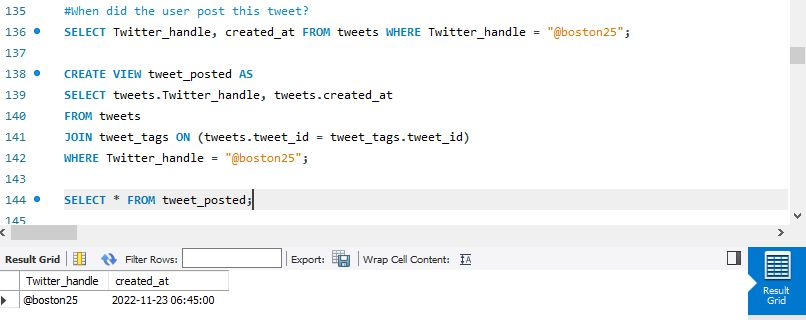 135 #When did the user post this tweet?
136 SELECT Twitter_handle, created_at FROM tweets WHERE Twitter_handle = "@boston25";
137
138 CREATE VIEW tweet_posted AS
139 SELECT tweets.Twitter_handle, tweets.created_at
140 FROM tweets
141 JOIN tweet_tags ON (tweets.tweet_id = tweet_tags.tweet_id)
142 WHERE Twitter_handle = "@boston25";
143
144 SELECT * FROM tweet_posted;
145
Result Grid Filter Rows: Export: Wrap Cell Content:
Twitter_handle created_at
@boston25 2022-11-23 06:45:00
Result
Grid